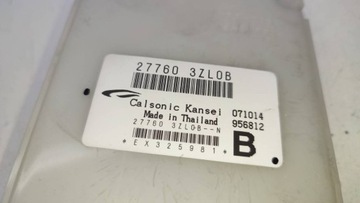 27760 3ZL0B
Calsonic Kansei 071014
Made in Thailand 956812
27760 3ZL0B--N
B
*EX325981*